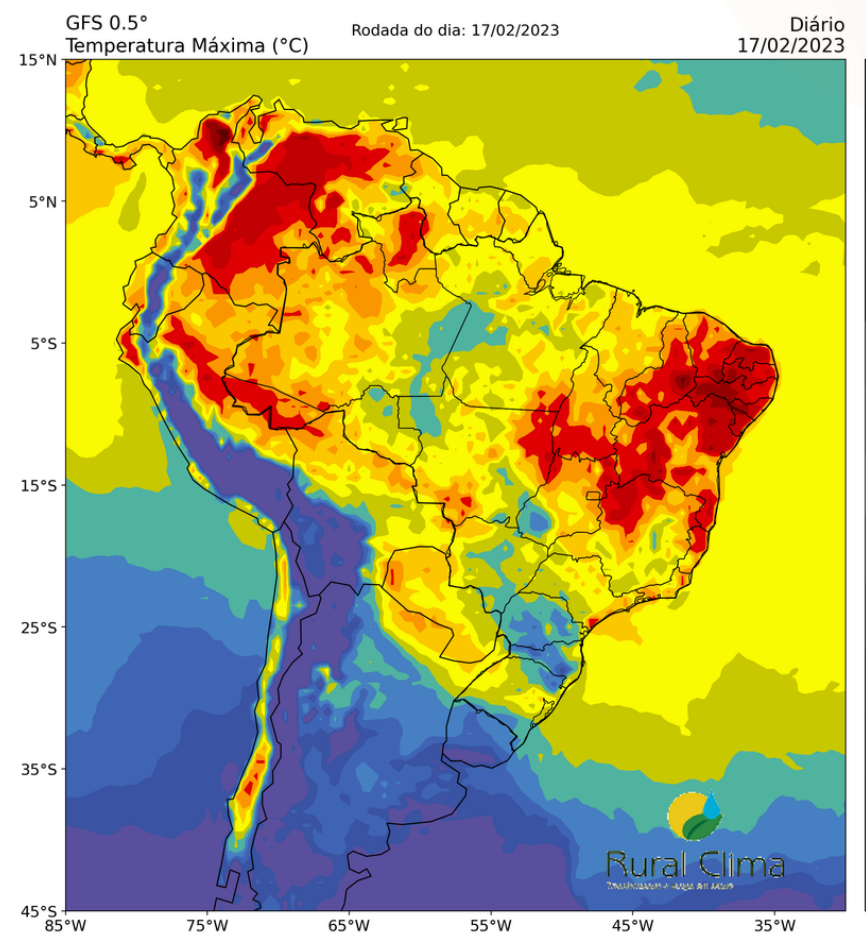 GFS 0.5°
Temperatura Máxima (°C)
Rodada do dia: 17/02/2023
Diário
17/02/2023
15°N
5°N
5°S
15°S
25°S
35°S
45°S
85°W
75°W
65°W
55°W
45°W
35°W
Rural Clima